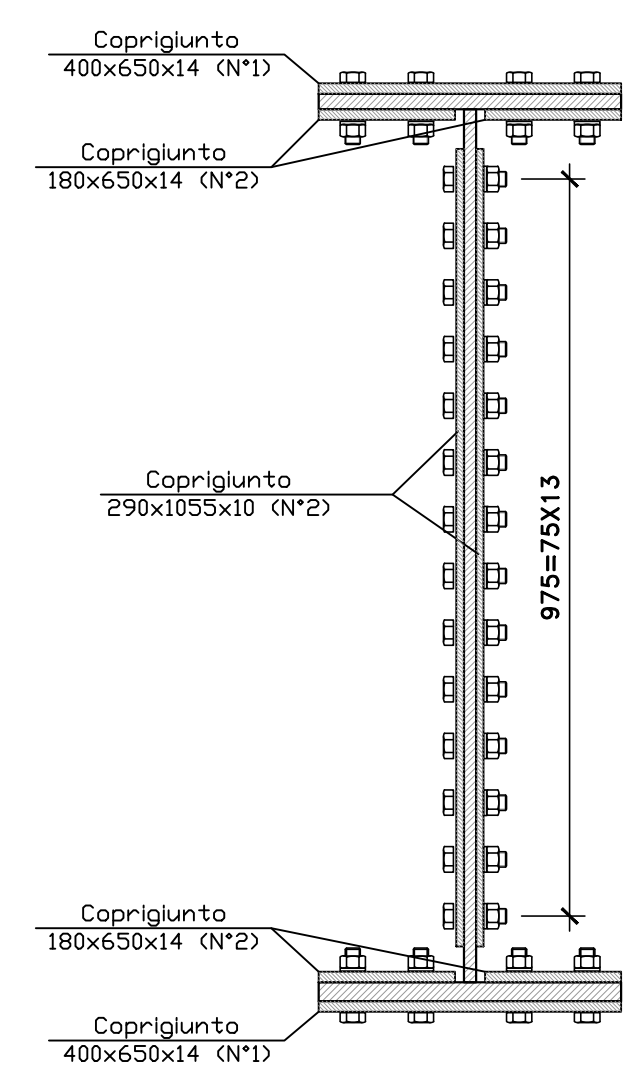 Coprigiunto
400x650x14 (N°1)
Coprigiunto
180x650x14 (N°2)
Coprigiunto
290x1055x10 (N°2)
975=75X13
Coprigiunto
180x650x14 (N°2)
Coprigiunto
400x650x14 (N°1)